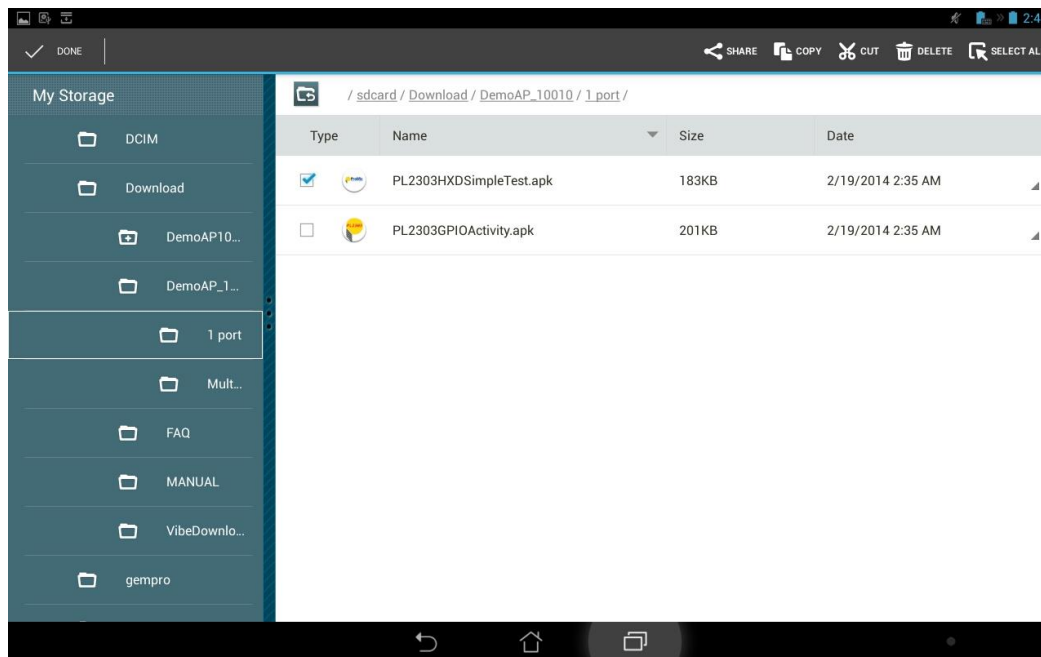 2:4
DONE
SHARE COPY CUT DELETE SELECT AL
My Storage
/ sdcard / Download / DemoAP_10010 / 1 port /
Type Name Size Date
DCIM
Download
DemoAP10...
DemoAP_1...
1 port
Mult...
FAQ
MANUAL
VibeDownlo...
gempro
PL2303HXDSimpleTest.apk 183KB 2/19/2014 2:35 AM
PL2303GPIOActivity.apk 201KB 2/19/2014 2:35 AM